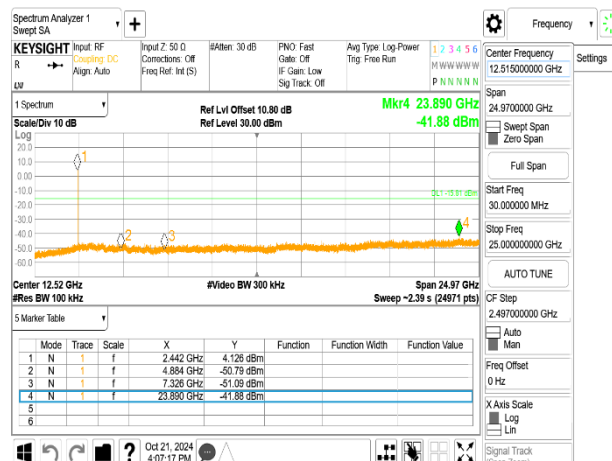 Spectrum Analyzer 1
Swept SA
Frequency
Settings
KEYSIGHT
Input: RF
Coupling: DC
Align: Auto
Input Z: 50 Ω
Corrections: Off
Freq Ref: Int (S)
#Atten: 30 dB
PNO: Fast
Gate: Off
IF Gain: Low
Sig Track: Off
Avg Type: Log-Power
Trig: Free Run
1 2 3 4 5 6
M W W W W W
P N N N N N
R
1 Spectrum
Scale/Div 10 dB
Log
Ref Lvl Offset 10.80 dB
Ref Level 30.00 dBm
Mkr4 23.890 GHz
-41.88 dBm
20.0
10.0
0.00
-10.0
-20.0
-30.0
-40.0
-50.0
-60.0
1
2
3
4
Center 12.52 GHz
#Res BW 100 kHz
#Video BW 300 kHz
Span 24.97 GHz
Sweep ~2.39 s (24971 pts)
5 Marker Table
Mode Trace Scale X Y Function Function Width Function Value
1 N 1 f 2.442 GHz 4.126 dBm
2 N 1 f 4.884 GHz -50.79 dBm
3 N 1 f 7.326 GHz -51.09 dBm
4 N 1 f 23.890 GHz -41.88 dBm
5
6
Oct 21, 2024
4:07:17 PM
Center Frequency
12.515000000 GHz
Span
24.9700000 GHz
Swept Span
Zero Span
Full Span
Start Freq
30.000000 MHz
Stop Freq
25.000000000 GHz
AUTO TUNE
CF Step
2.497000000 GHz
Auto
Man
Freq Offset
0 Hz
X Axis Scale
Log
Lin
Signal Track